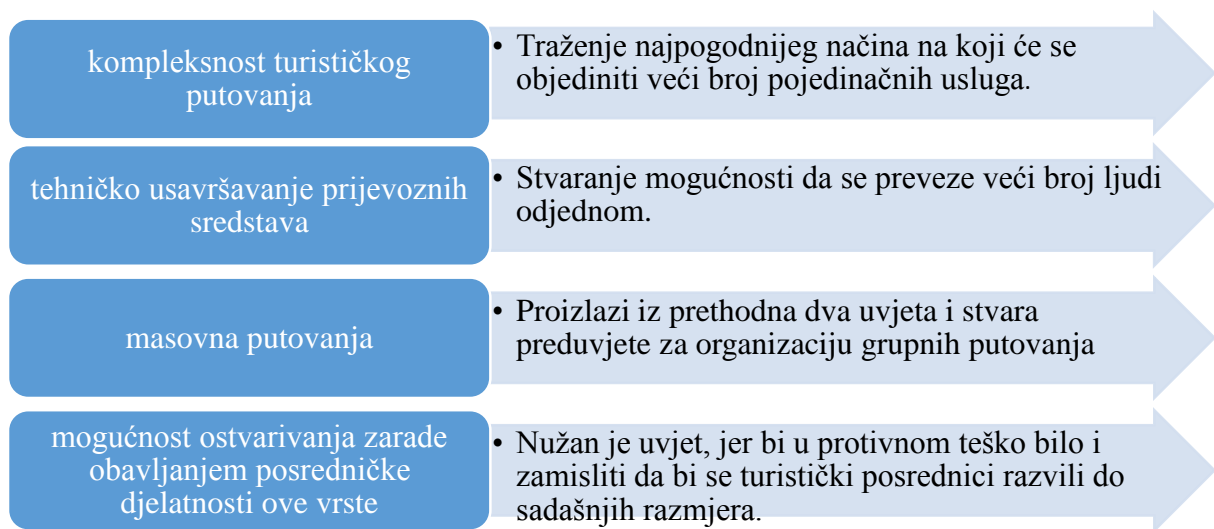 kompleksnost turističkog
putovanja
• Traženje najpogodnijeg načina na koji će se
objediniti veći broj pojedinačnih usluga.
tehničko usavršavanje prijevoznih
sredstava
• Stvaranje mogućnosti da se preveze veći broj ljudi
odjednom.
masovna putovanja
• Proizlazi iz prethodna dva uvjeta i stvara
preduvjete za organizaciju grupnih putovanja
mogućnost ostvarivanja zarade
obavljanjem posredničke
djelatnosti ove vrste
• Nužan je uvjet, jer bi u protivnom teško bilo i
zamisliti da bi se turistički posrednici razvili do
sadašnjih razmjera.